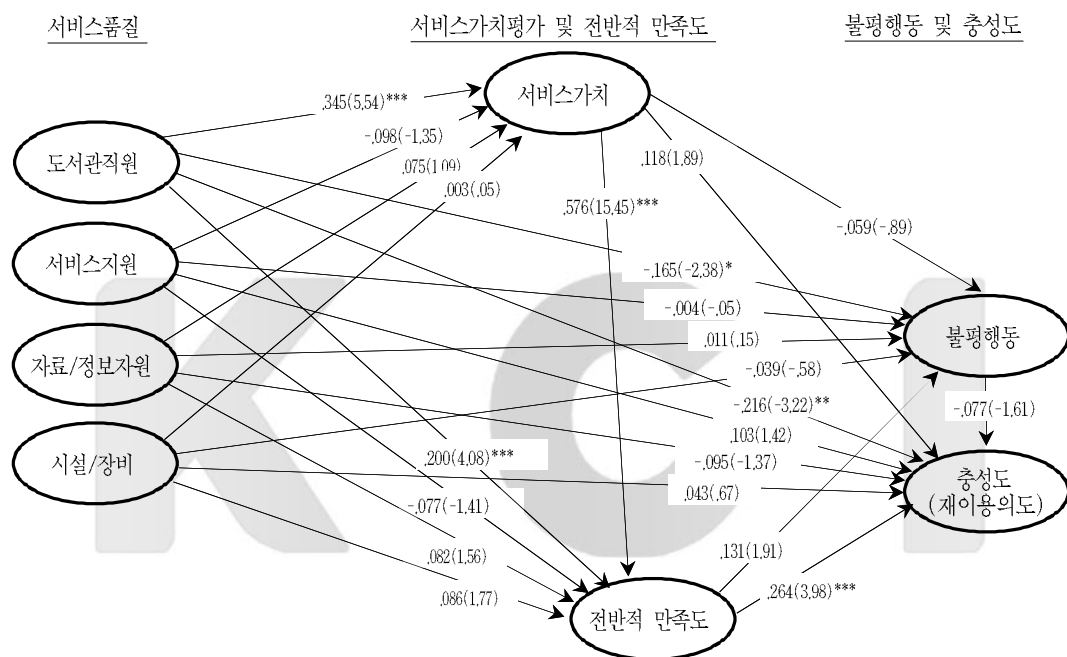 서비스품질
서비스가치평가 및 전반적 만족도
불평행동 및 충성도
서비스가치
.345(5.54)***
-.098(-1.35)
도서관직원
.075(1.09)
.118(1.89)
.003(.05)
.576(15.45)***
-.059(-.89)
서비스지원
-.165(-2.38)*
-.004(-.05)
불평행동
.011(.15)
자료/정보자원
-.039(-.58)
-.216(-3.22)**
-.077(-1.61)
.103(1.42)
시설/장비
.200(4.08)***
-.095(-1.37)
충성도
(재이용의도)
.043(.67)
-.077(-1.41)
.082(1.56)
.131(1.91)
.086(1.77)
.264(3.98)***
전반적 만족도
KCI